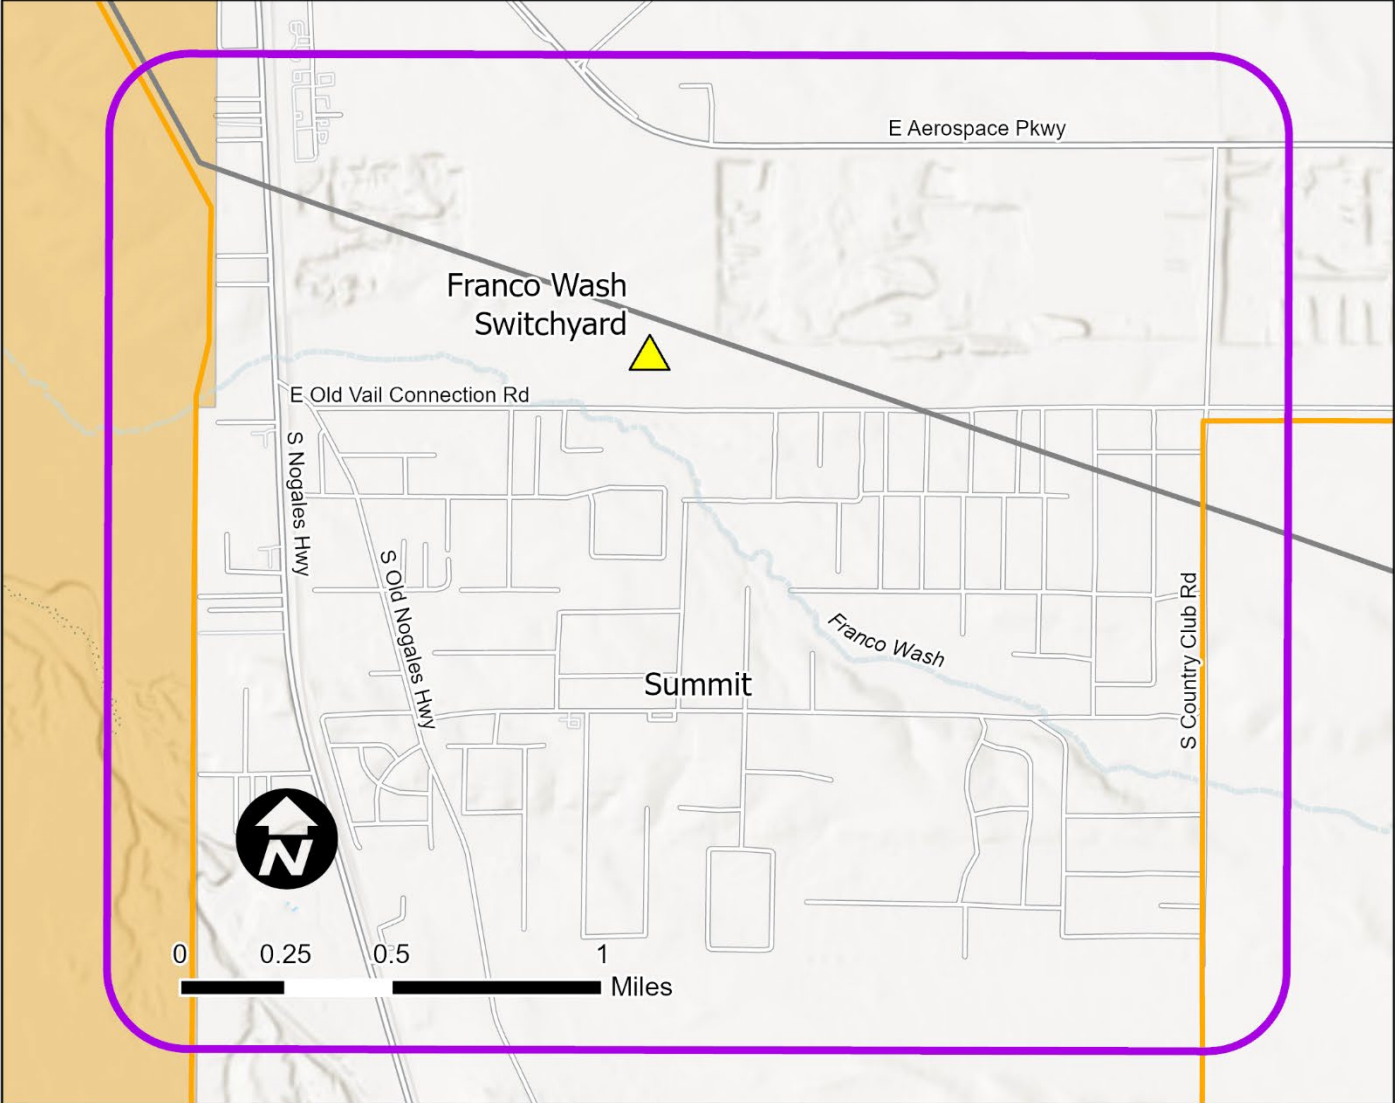 E Aerospace Pkwy
Franco Wash
Switchyard
E Old Vail Connection Rd
S Nogales Hwy
S Old Nogales Hwy
S Country Club Rd
Franco Wash
Summit
N
0 0.25 0.5 1
Miles